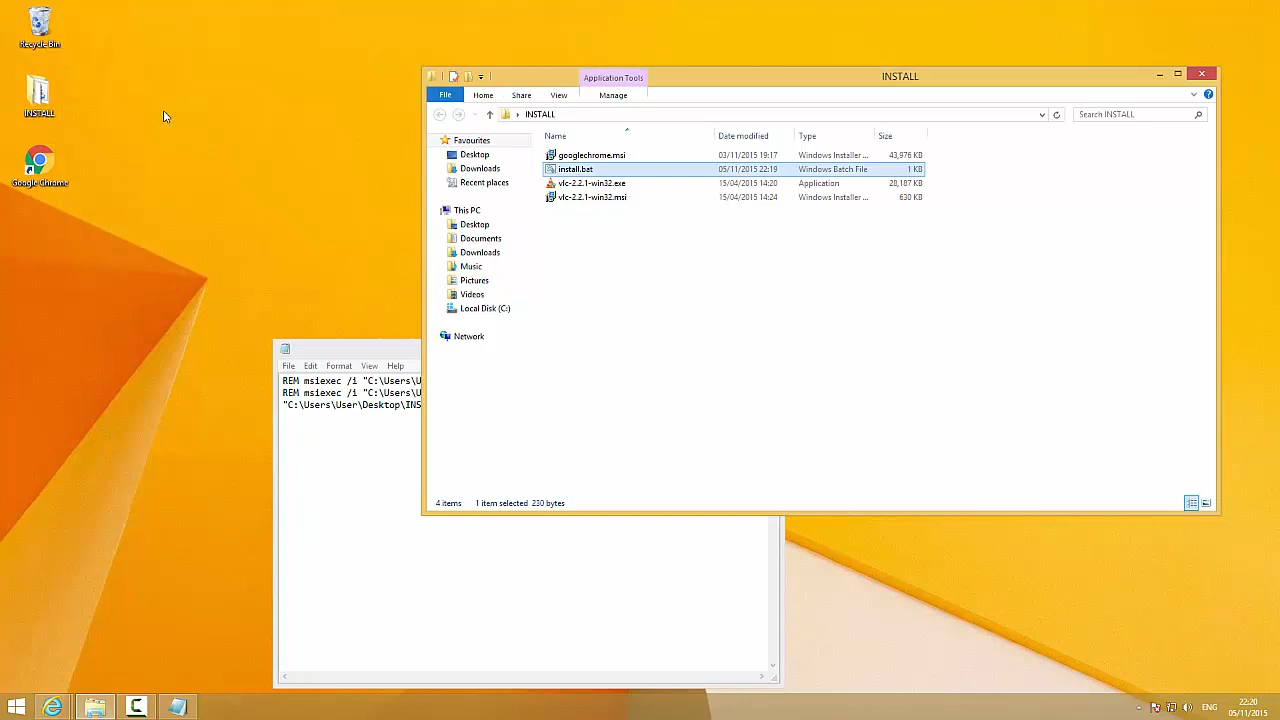 Recycle Bin
INSTALL
Google Chrome
Application Tools
INSTALL
File Home Share View Manage
INSTALL
Search INSTALL
Favourites
Desktop
Downloads
Recent places
This PC
Desktop
Documents
Downloads
Music
Pictures
Videos
Local Disk (C:)
Network
Name Date modified Type Size
googlechrome.msi 03/11/2015 19:17 Windows Installer ... 43,976 KB
install.bat 05/11/2015 22:19 Windows Batch File 1 KB
vlc-2.2.1-win32.exe 15/04/2015 14:20 Application 28,187 KB
vlc-2.2.1-win32.msi 15/04/2015 14:24 Windows Installer ... 630 KB
4 items 1 item selected 230 bytes
File Edit Format View Help
REM msiexec /i "C:\Users\U
REM msiexec /i "C:\Users\U
"C:\Users\User\Desktop\INS
ENG
22:20
05/11/2015